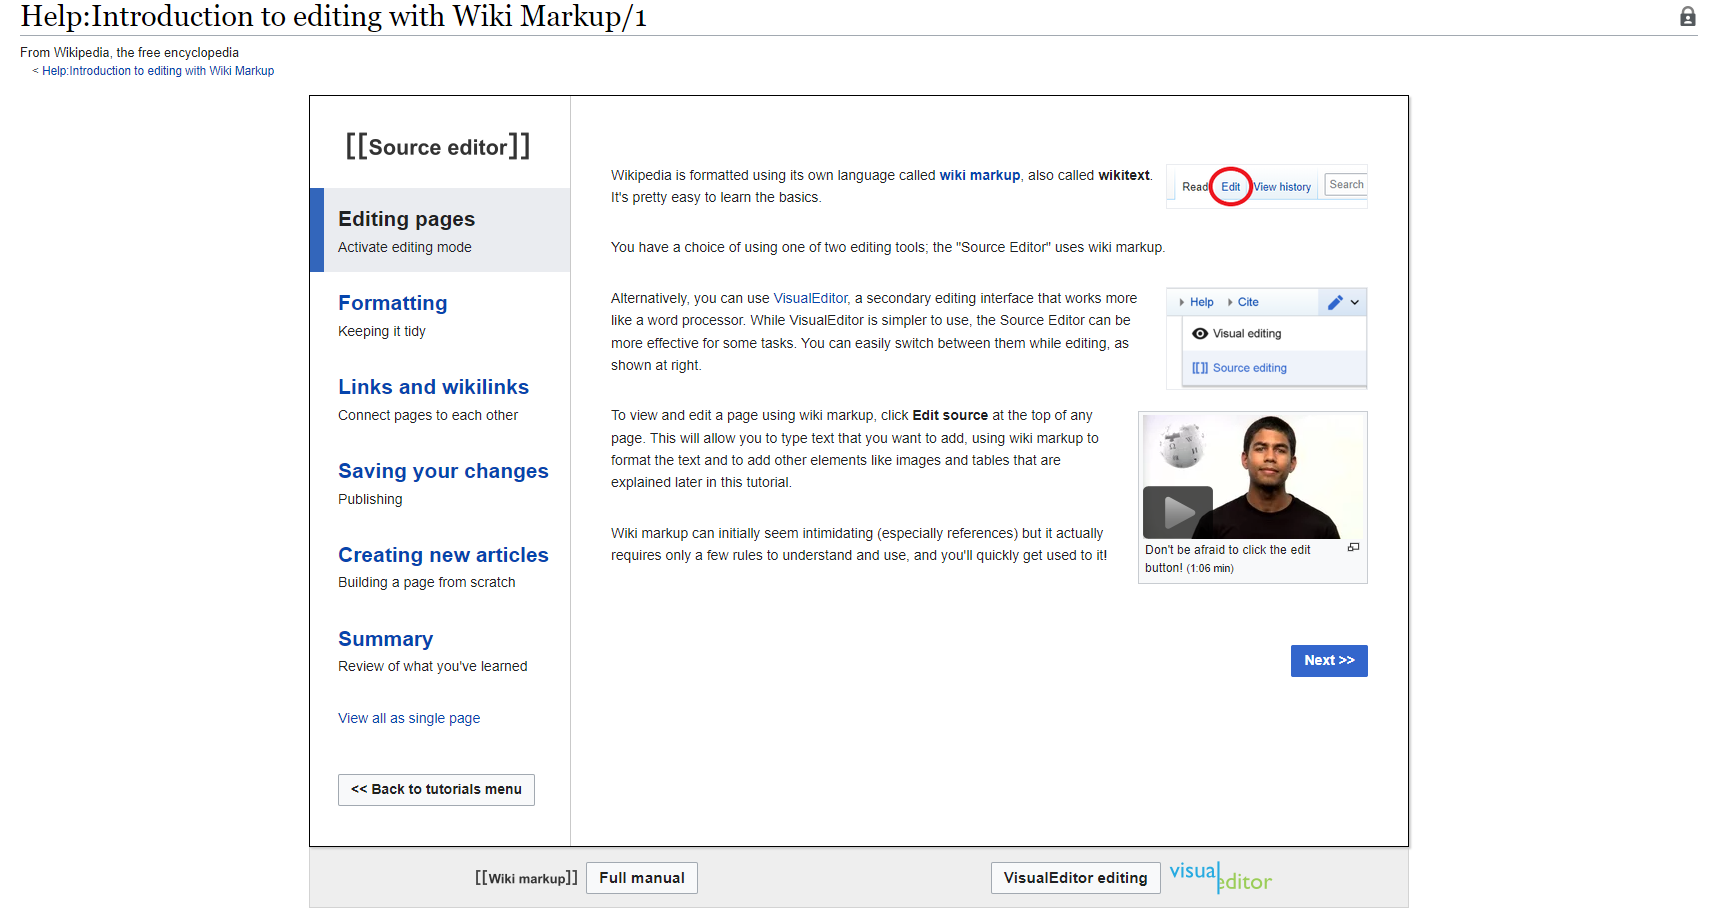 Help:Introduction to editing with Wiki Markup/1
From Wikipedia, the free encyclopedia
< Help:Introduction to editing with Wiki Markup
[[Source editor]]
Editing pages
Activate editing mode
Formatting
Keeping it tidy
Links and wikilinks
Connect pages to each other
Saving your changes
Publishing
Creating new articles
Building a page from scratch
Summary
Review of what you've learned
View all as single page
<< Back to tutorials menu
Wikipedia is formatted using its own language called wiki markup, also called wikitext.
It's pretty easy to learn the basics.
Read Edit View history Search
You have a choice of using one of two editing tools; the "Source Editor" uses wiki markup.
Alternatively, you can use VisualEditor, a secondary editing interface that works more
like a word processor. While VisualEditor is simpler to use, the Source Editor can be
more effective for some tasks. You can easily switch between them while editing, as
shown at right.
Help Cite
Visual editing
[[]] Source editing
To view and edit a page using wiki markup, click Edit source at the top of any
page. This will allow you to type text that you want to add, using wiki markup to
format the text and to add other elements like images and tables that are
explained later in this tutorial.
Wiki markup can initially seem intimidating (especially references) but it actually
requires only a few rules to understand and use, and you'll quickly get used to it!
Don't be afraid to click the edit
button! (1:06 min)
Next >>
[[Wiki markup]] Full manual
VisualEditor editing
visual
editor